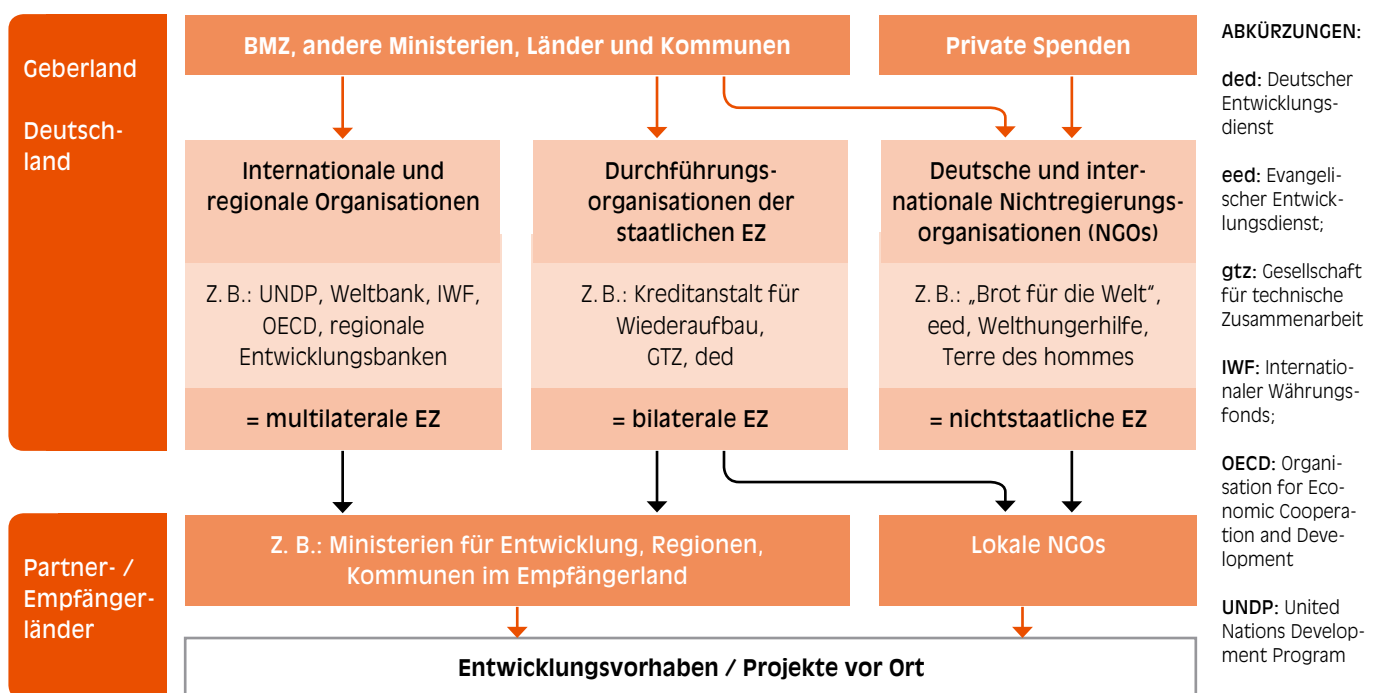 Geberland
Deutsch-
land
BMZ, andere Ministerien, Länder und Kommunen
Private Spenden
Internationale und
regionale Organisationen
Z. B.: UNDP, Weltbank, IWF,
OECD, regionale
Entwicklungsbanken
= multilaterale EZ
Durchführungs-
organisationen der
staatlichen EZ
Z. B.: Kreditanstalt für
Wiederaufbau,
GTZ, ded
= bilaterale EZ
Deutsche und inter-
nationale Nichtregierungs-
organisationen (NGOs)
Z. B.: „Brot für die Welt“,
eed, Welthungerhilfe,
Terre des hommes
= nichtstaatliche EZ
Partner- /
Empfänger-
länder
Z. B.: Ministerien für Entwicklung, Regionen,
Kommunen im Empfängerland
Lokale NGOs
Entwicklungsvorhaben / Projekte vor Ort
ABKÜRZUNGEN:
ded: Deutscher
Entwicklungs-
dienst
eed: Evangeli-
scher Entwick-
lungsdienst;
gtz: Gesellschaft
für technische
Zusammenarbeit
IWF: Internatio-
naler Währungs-
fonds;
OECD: Organi-
sation for Eco-
nomic Coopera-
tion and Deve-
lopment
UNDP: United
Nations Develop-
ment Program